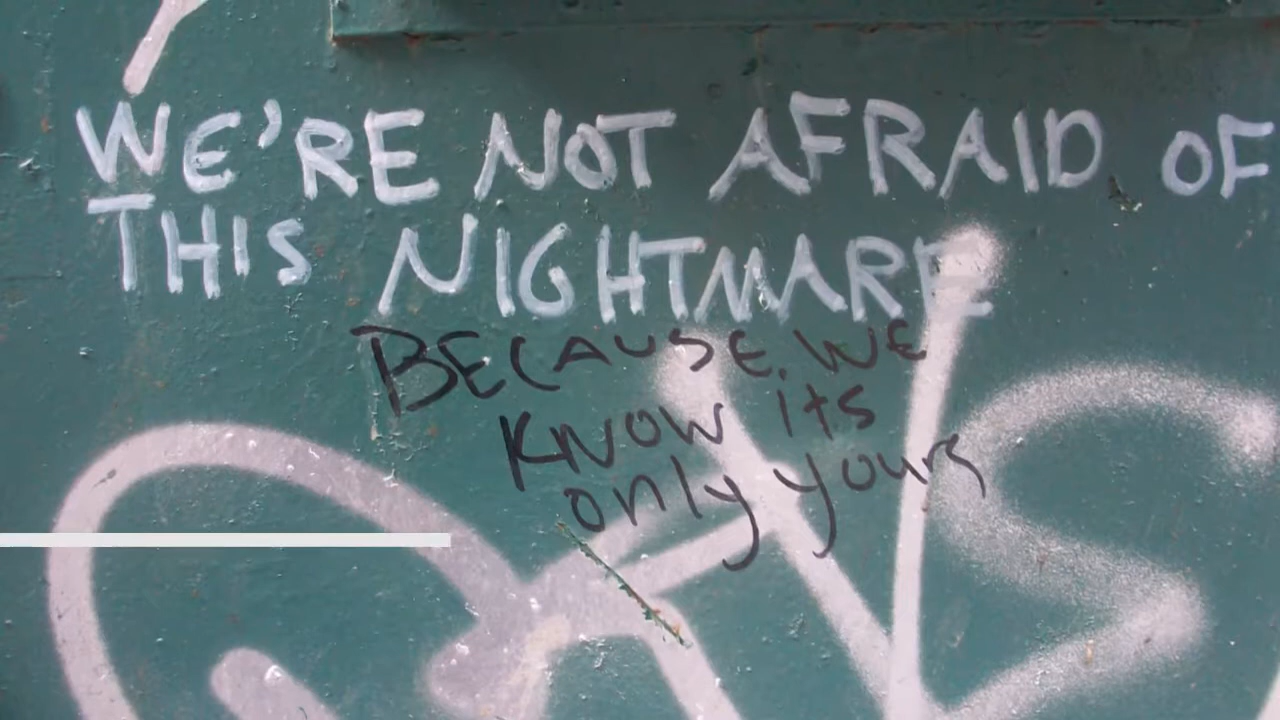 WE'RE NOT AFRAID OF
THIS NIGHTMARE
BECAUSE WE
KNOW ITS
only yours